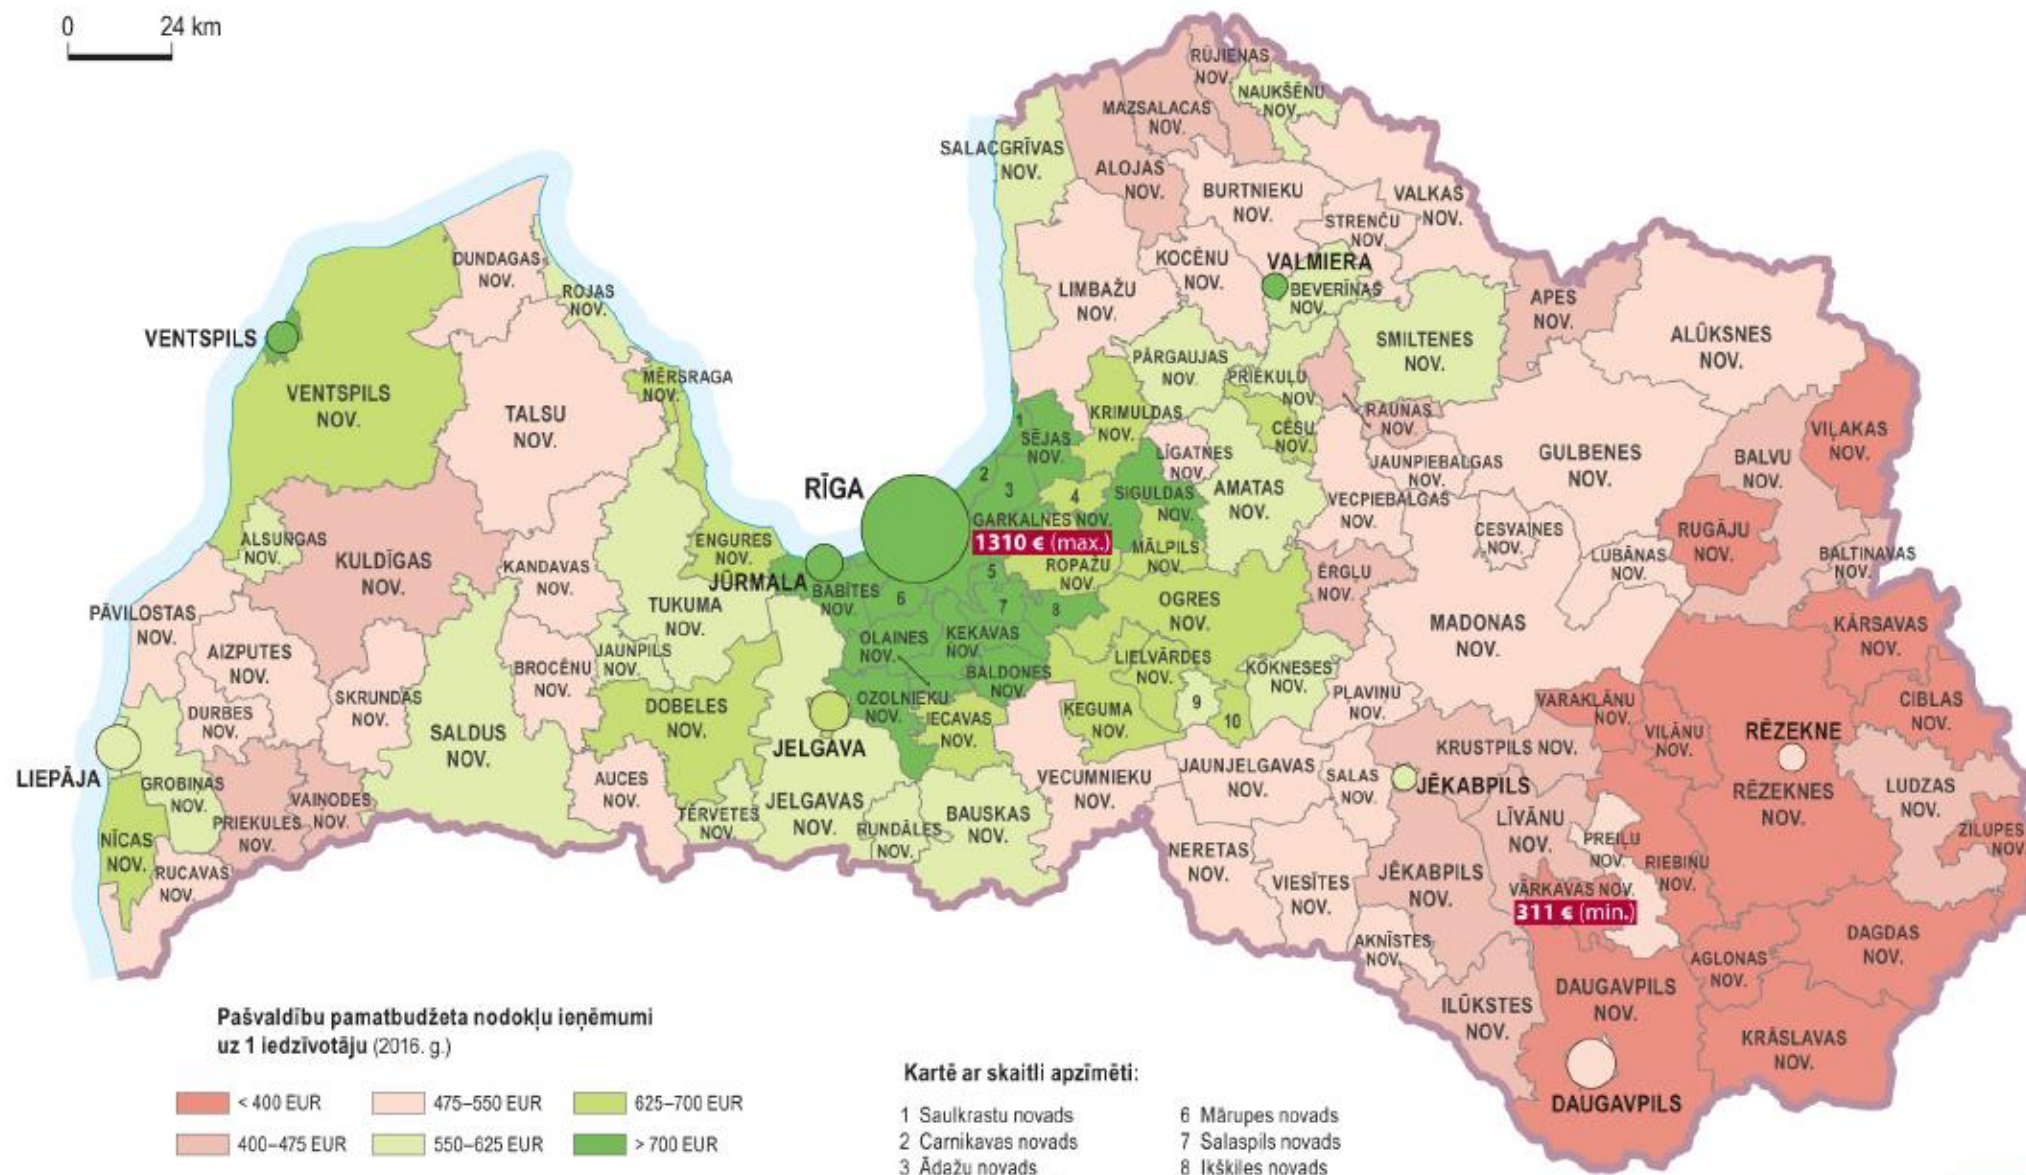 0 24 km
RŪJIENAS
NOV.
NAUKŠĒNU
NOV.
MAZSALACAS
NOV.
SALACGRĪVAS
NOV.
ALOJAS
NOV.
BURTNIEKU
NOV.
VALKAS
NOV.
STRENČU
NOV.
DUNDAGAS
NOV.
KOCĒNU
NOV.
VALMIERA
ROJAS
NOV.
LIMBAŽU
NOV.
BEVERĪNAS
NOV.
APES
NOV.
VENTSPILS
SMILTENES
NOV.
ALŪKSNES
NOV.
PĀRGAUJAS
NOV.
MĒRSRAGA
NOV.
PRIEKUĻU
NOV.
VENTSPILS
NOV.
TALSU
NOV.
KRIMULDAS
NOV.
RAUNAS
NOV.
1
CĒSU
NOV.
VIĻAKAS
NOV.
SĒJAS
NOV.
LĪGATNES
NOV.
JAUNPIEBALGAS
NOV.
GULBENES
NOV.
BALVU
NOV.
2
3
4
RĪGA
SIGULDAS
NOV.
AMATAS
NOV.
VECPIEBALGAS
NOV.
GARKALNES NOV.
1310 € (max.)
CESVAINES
NOV.
RUGĀJU
NOV.
ALSUNGAS
NOV.
ENGURES
NOV.
MĀLPILS
NOV.
LUBĀNAS
NOV.
BALTINAVAS
NOV.
KULDĪGAS
NOV.
KANDAVAS
NOV.
JŪRMALA
BABĪTES
NOV.
5
ROPAŽU
NOV.
ĒRGĻU
NOV.
6
7
8
OGRES
NOV.
PĀVILOSTAS
NOV.
TUKUMA
NOV.
MADONAS
NOV.
KĀRSAVAS
NOV.
AIZPUTES
NOV.
JAUNPILS
NOV.
OLAINES
NOV.
ĶEKAVAS
NOV.
LIELVĀRDES
NOV.
BROCĒNU
NOV.
BALDONES
NOV.
KOKNESES
NOV.
SKRUNDAS
NOV.
DURBES
NOV.
OZOLNIEKU
NOV.
PĻAVIŅU
NOV.
VARAKLĀNU
NOV.
CIBLAS
NOV.
DOBELES
NOV.
IECAVAS
NOV.
ĶEGUMA
NOV.
9
10
SALDUS
NOV.
VIĻĀNU
NOV.
RĒZEKNE
JELGAVA
KRUSTPILS NOV.
LIEPĀJA
GROBIŅAS
NOV.
AUCES
NOV.
VECUMNIEKU
NOV.
JAUNJELGAVAS
NOV.
SALAS
NOV.
JĒKABPILS
RĒZEKNES
NOV.
LUDZAS
NOV.
VAIŅODES
NOV.
PRIEKULES
NOV.
TĒRVETES
NOV.
JELGAVAS
NOV.
RUNDĀLES
NOV.
BAUSKAS
NOV.
LĪVĀNU
NOV.
PREIĻU
NOV.
ZILUPES
NOV.
NĪCAS
NOV.
RUCAVAS
NOV.
NERETAS
NOV.
VIESĪTES
NOV.
JĒKABPILS
NOV.
RIEBIŅU
NOV.
VĀRKAVAS NOV.
311 € (min.)
AKNĪSTES
NOV.
AGLONAS
NOV.
DAGDAS
NOV.
ILŪKSTES
NOV.
DAUGAVPILS
NOV.
KRĀSLAVAS
NOV.
DAUGAVPILS
Pašvaldību pamatbudžeta nodokļu ieņēmumi
uz 1 iedzīvotāju (2016. g.)
< 400 EUR 475–550 EUR 625–700 EUR
400–475 EUR 550–625 EUR > 700 EUR
Kartē ar skaitli apzīmēti:
1 Saulkrastu novads 6 Mārupes novads
2 Carnikavas novads 7 Salaspils novads
3 Ādažu novads 8 Ikšķiles novads